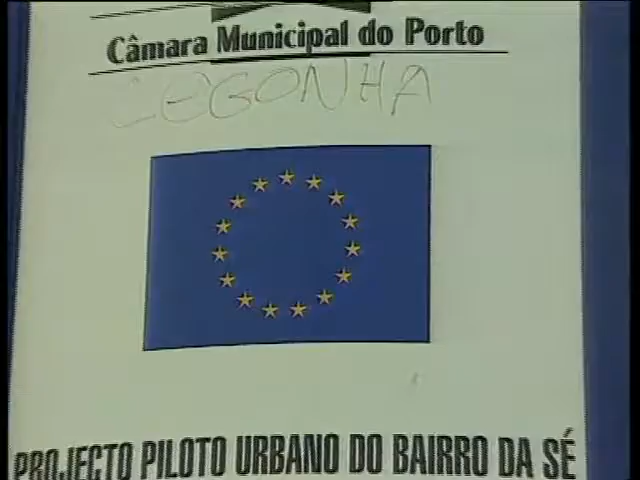 Câmara Municipal do Porto
CEGONHA
PROJECTO PILOTO URBANO DO BAIRRO DA SÉ